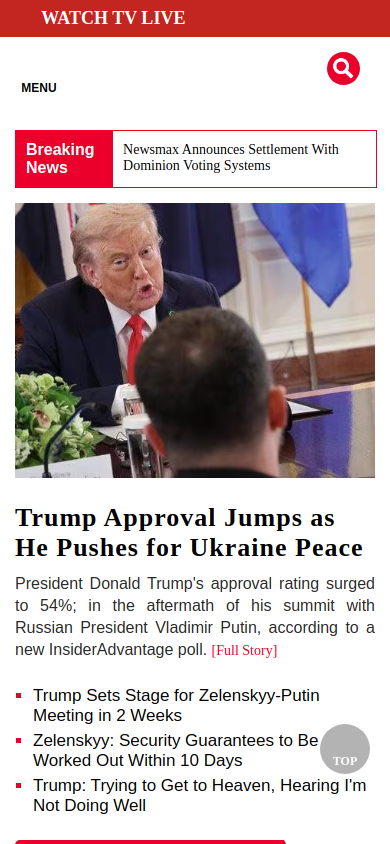 WATCH TV LIVE
MENU
Breaking
News
Newsmax Announces Settlement With
Dominion Voting Systems
Trump Approval Jumps as
He Pushes for Ukraine Peace
President Donald Trump's approval rating surged
to 54%; in the aftermath of his summit with
Russian President Vladimir Putin, according to a
new InsiderAdvantage poll. [Full Story]
Trump Sets Stage for Zelenskyy-Putin
Meeting in 2 Weeks
Zelenskyy: Security Guarantees to Be
Worked Out Within 10 Days
TOP
Trump: Trying to Get to Heaven, Hearing I'm
Not Doing Well